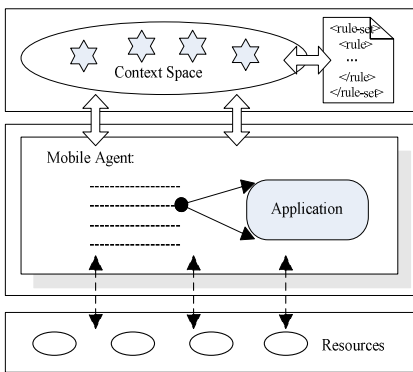 <rule-set>
<rule>
...
</rule>
</rule-set>
Context Space
Mobile Agent:
Application
Resources